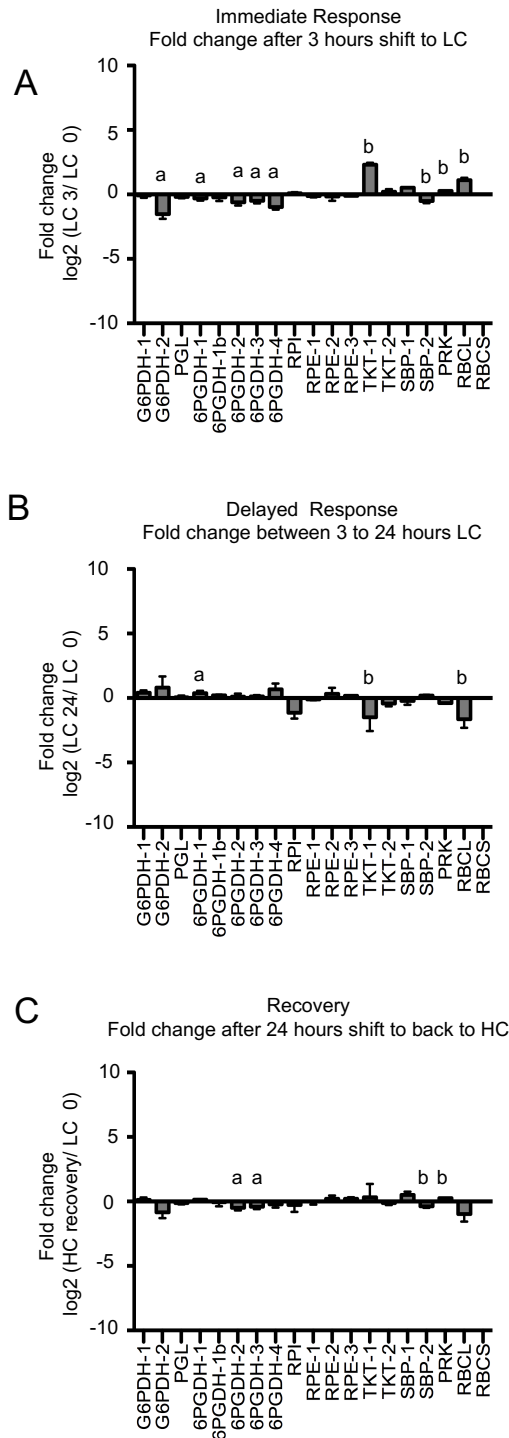 Immediate Response
Fold change after 3 hours shift to LC
A
10
5
0
-5
-10
Fold change
log2 (LC 3/ LC 0)
a a a a a b b b b
G6PDH-1
G6PDH-2
PGL
6PGDH-1
6PGDH-1b
6PGDH-2
6PGDH-3
6PGDH-4
RPI
RPE-1
RPE-2
RPE-3
TKT-1
TKT-2
SBP-1
SBP-2
PRK
RBCL
RBCS
B
Delayed Response
Fold change between 3 to 24 hours LC
10
5
0
-5
-10
Fold change
log2 (LC 24/ LC 0)
a b b
G6PDH-1
G6PDH-2
PGL
6PGDH-1
6PGDH-1b
6PGDH-2
6PGDH-3
6PGDH-4
RPI
RPE-1
RPE-2
RPE-3
TKT-1
TKT-2
SBP-1
SBP-2
PRK
RBCL
RBCS
C
Recovery
Fold change after 24 hours shift to back to HC
10
5
0
-5
-10
Fold change
log2 (HC recovery/ LC 0)
a a b b
G6PDH-1
G6PDH-2
PGL
6PGDH-1
6PGDH-1b
6PGDH-2
6PGDH-3
6PGDH-4
RPI
RPE-1
RPE-2
RPE-3
TKT-1
TKT-2
SBP-1
SBP-2
PRK
RBCL
RBCS